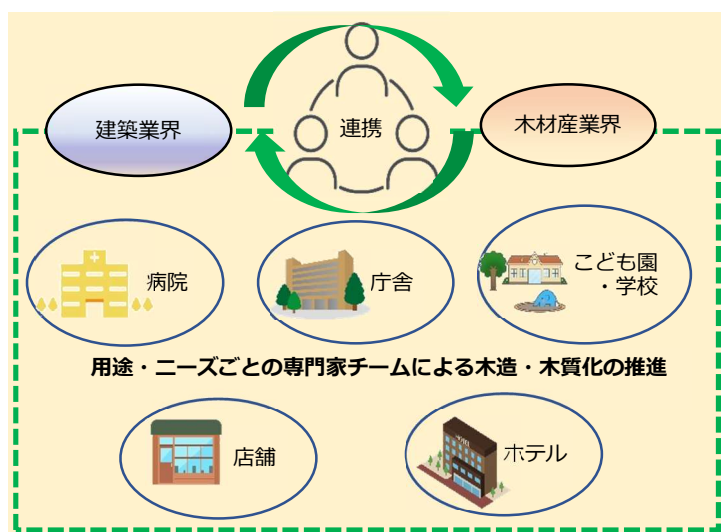 建築業界
連携
木材産業界
病院
庁舎
こども園
・学校
用途・ニーズごとの専門家チームによる木造・木質化の推進
店舗
ホテル